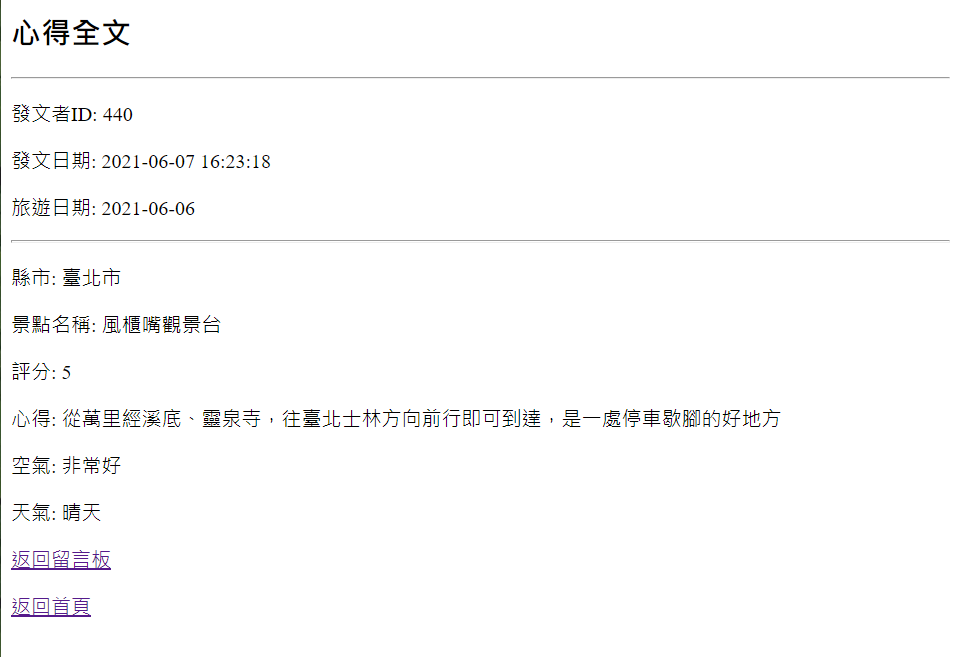 心得全文
發文者ID: 440
發文日期: 2021-06-07 16:23:18
旅遊日期: 2021-06-06
縣市: 臺北市
景點名稱: 風櫃嘴觀景台
評分: 5
心得: 從萬里經溪底、靈泉寺，往臺北士林方向前行即可到達，是一處停車歇腳的好地方
空氣: 非常好
天氣: 晴天
返回留言板
返回首頁